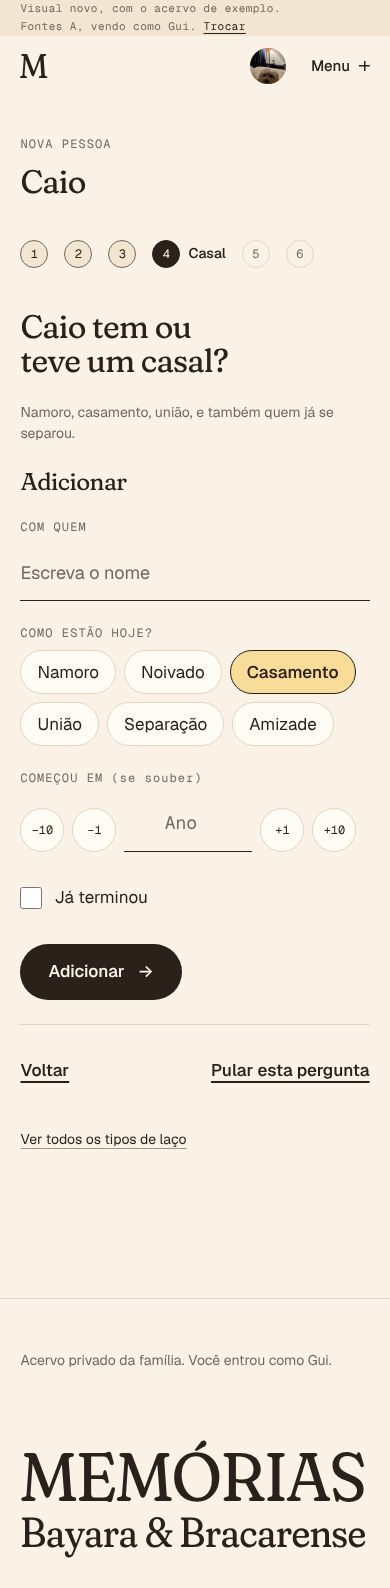 Visual novo, com o acervo de exemplo.
Fontes A, vendo como Gui. Trocar
M
Menu +
NOVA PESSOA
Caio
1 2 3 4 Casal 5 6
Caio tem ou
teve um casal?
Namoro, casamento, união, e também quem já se
separou.
Adicionar
COM QUEM
Escreva o nome
COMO ESTÃO HOJE?
Namoro Noivado Casamento
União Separação Amizade
COMEÇOU EM (se souber)
−10 −1 Ano +1 +10
Já terminou
Adicionar →
Voltar Pular esta pergunta
Ver todos os tipos de laço
Acervo privado da família. Você entrou como Gui.
MEMÓRIAS
Bayara & Bracarense